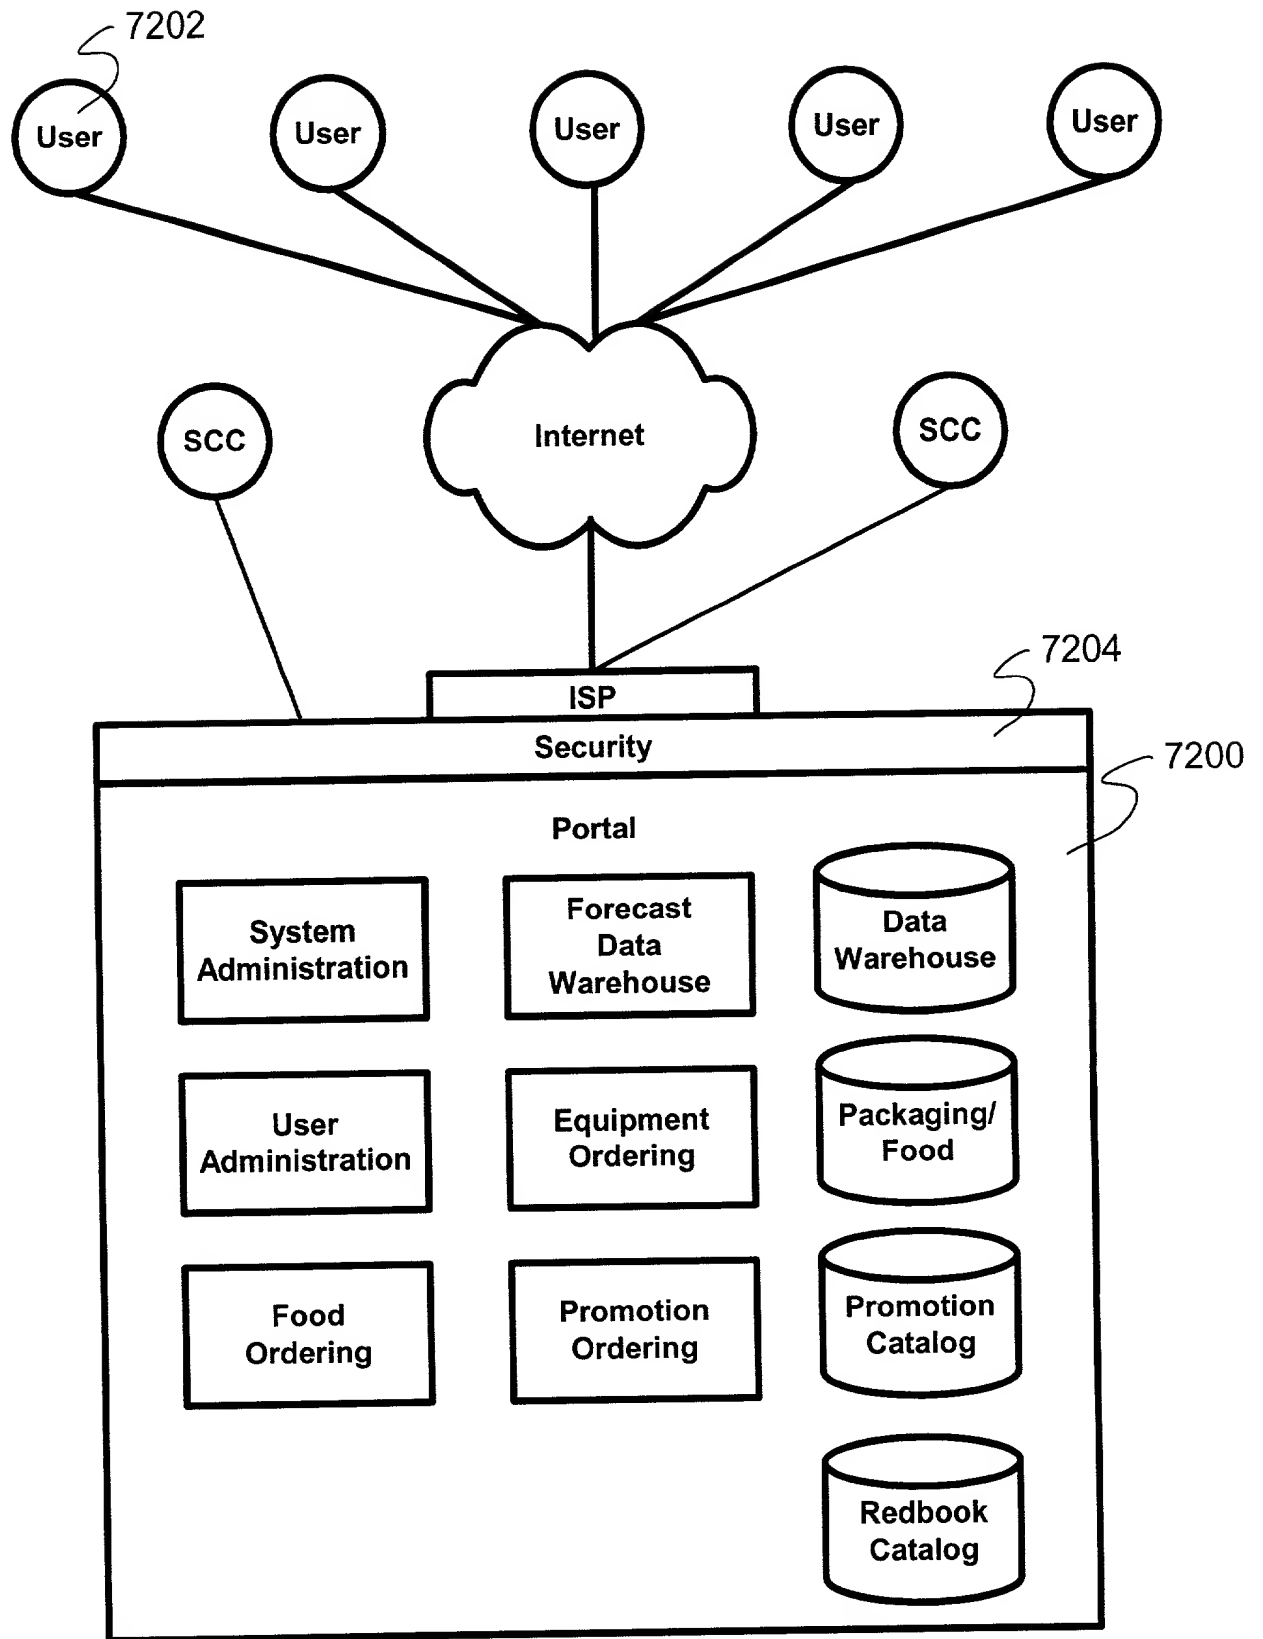 7202
User
User
User
User
User
SCC
Internet
SCC
7204
ISP
Security
7200
Portal
System
Administration
Forecast
Data
Warehouse
Data
Warehouse
User
Administration
Equipment
Ordering
Packaging/
Food
Food
Ordering
Promotion
Ordering
Promotion
Catalog
Redbook
Catalog